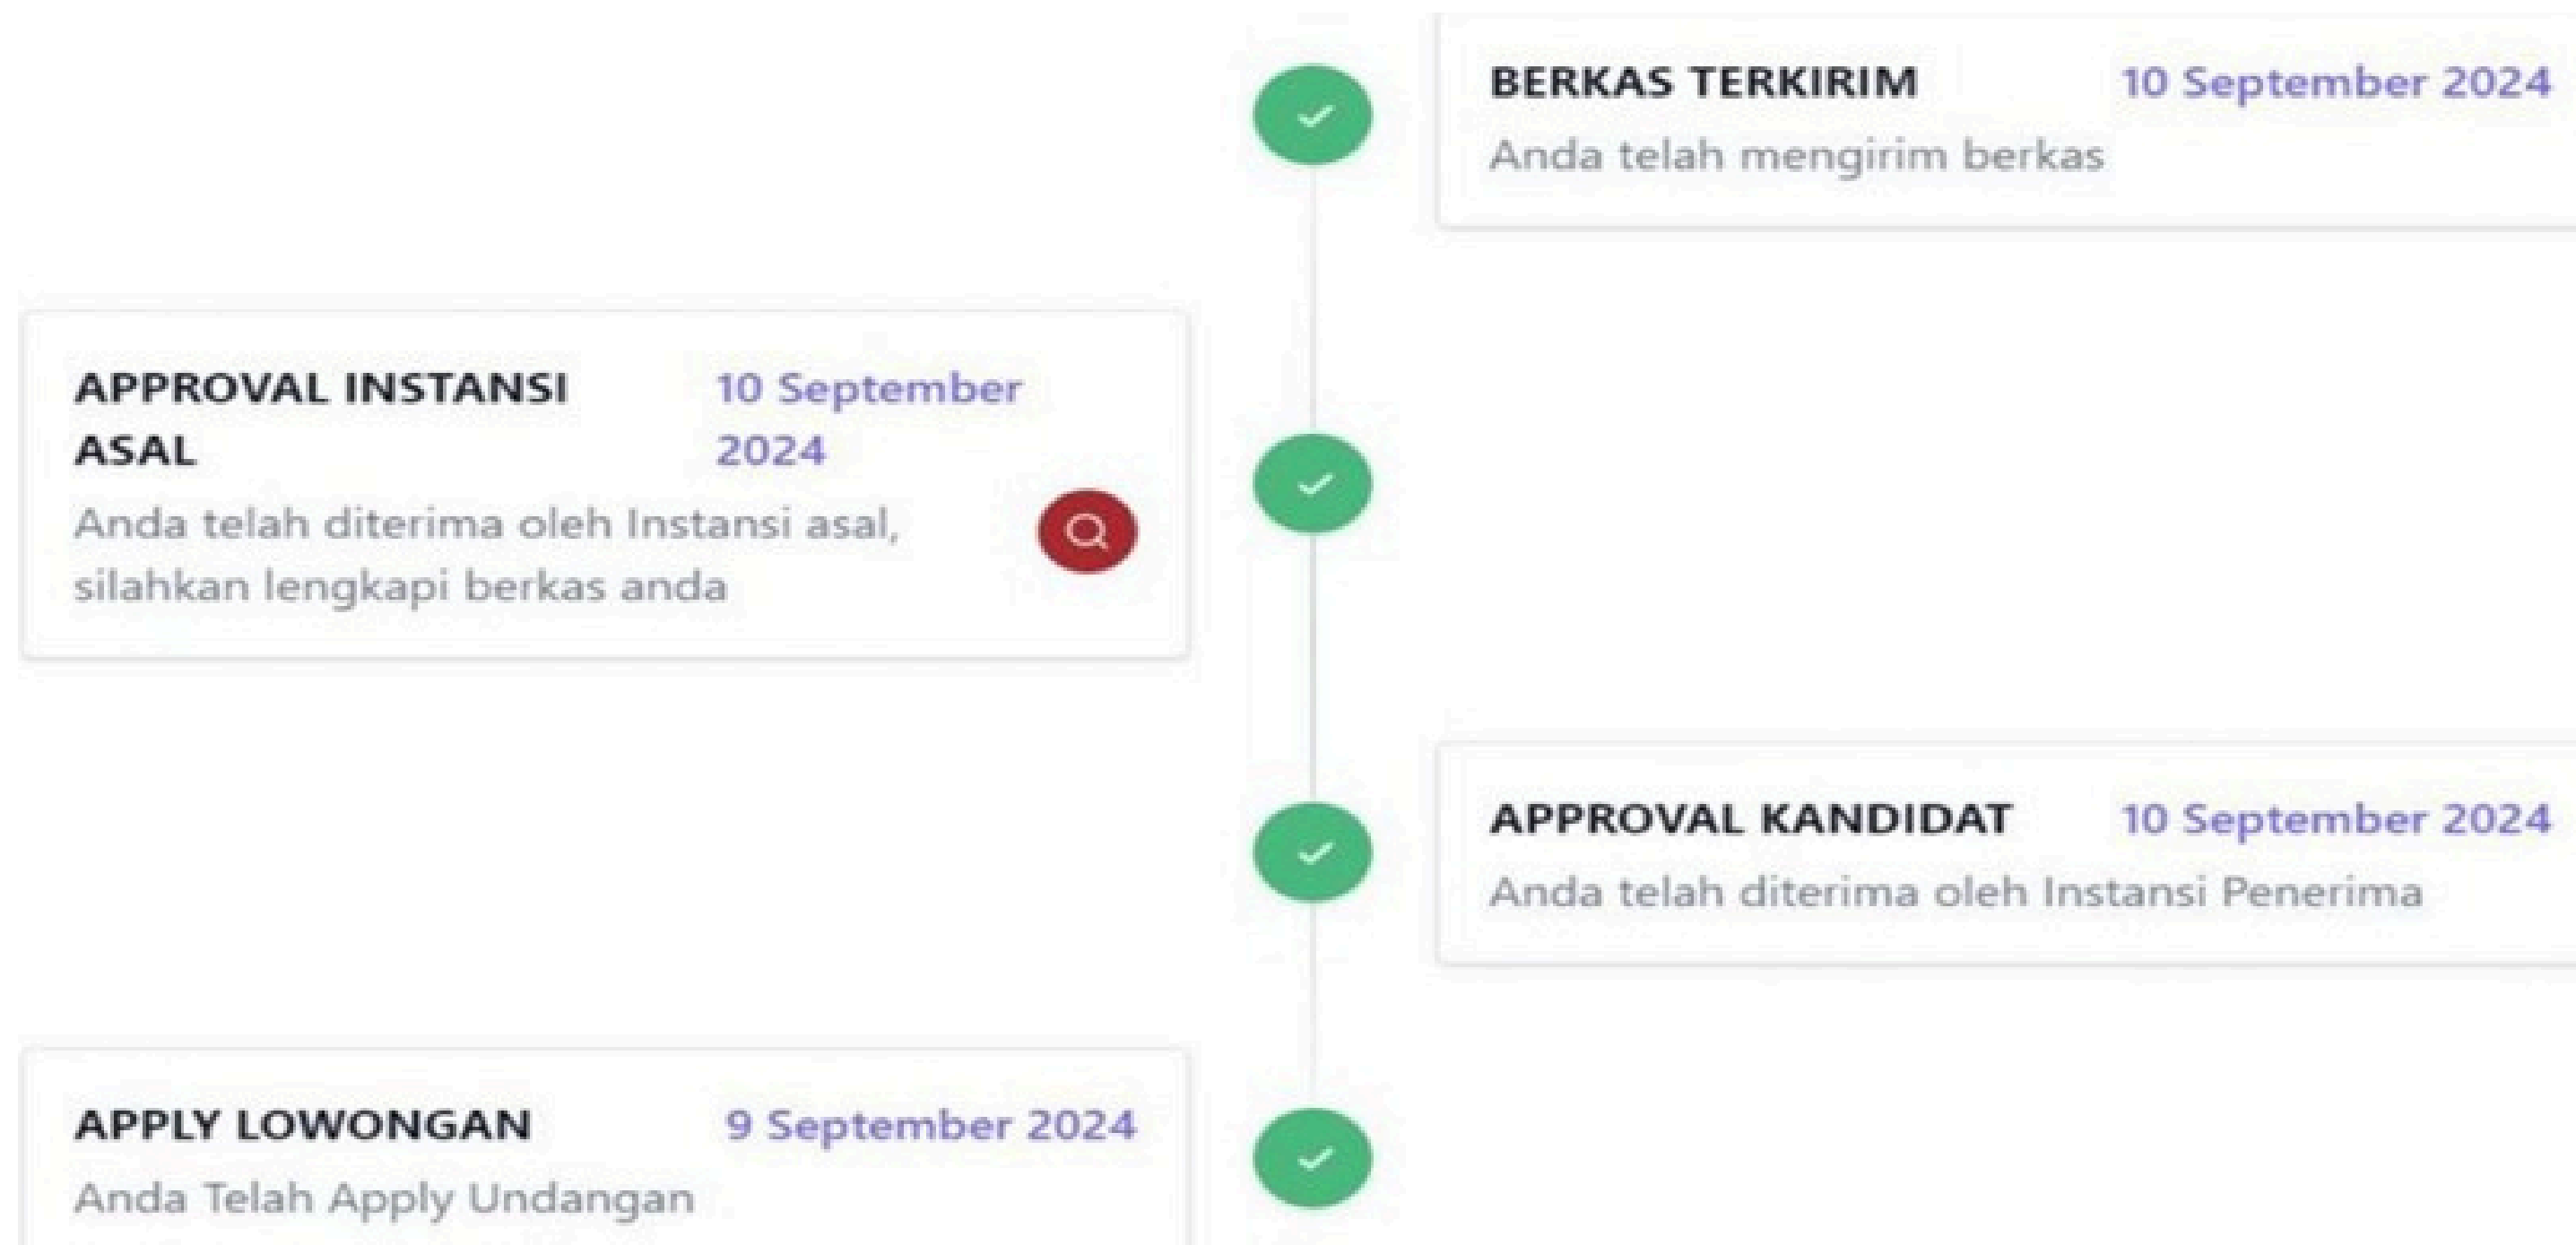 BERKAS TERKIRIM 10 September 2024
Anda telah mengirim berkas
APPROVAL INSTANSI 10 September
ASAL 2024
Anda telah diterima oleh Instansi asal,
silahkan lengkapi berkas anda
APPROVAL KANDIDAT 10 September 2024
Anda telah diterima oleh Instansi Penerima
APPLY LOWONGAN 9 September 2024
Anda Telah Apply Undangan